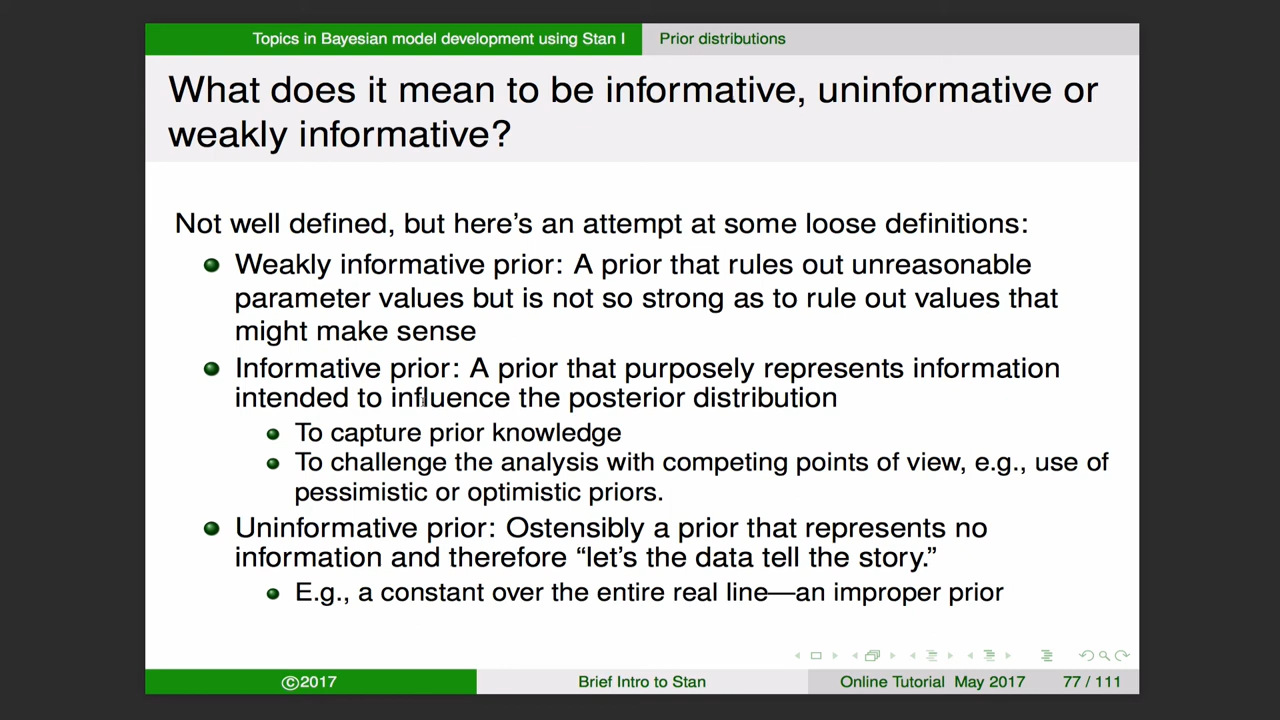 Topics in Bayesian model development using Stan I
Prior distributions
What does it mean to be informative, uninformative or
weakly informative?
Not well defined, but here's an attempt at some loose definitions:
Weakly informative prior: A prior that rules out unreasonable
parameter values but is not so strong as to rule out values that
might make sense
Informative prior: A prior that purposely represents information
intended to influence the posterior distribution
To capture prior knowledge
To challenge the analysis with competing points of view, e.g., use of
pessimistic or optimistic priors.
Uninformative prior: Ostensibly a prior that represents no
information and therefore “let's the data tell the story.”
E.g., a constant over the entire real line—an improper prior
©2017
Brief Intro to Stan
Online Tutorial May 2017
77 / 111